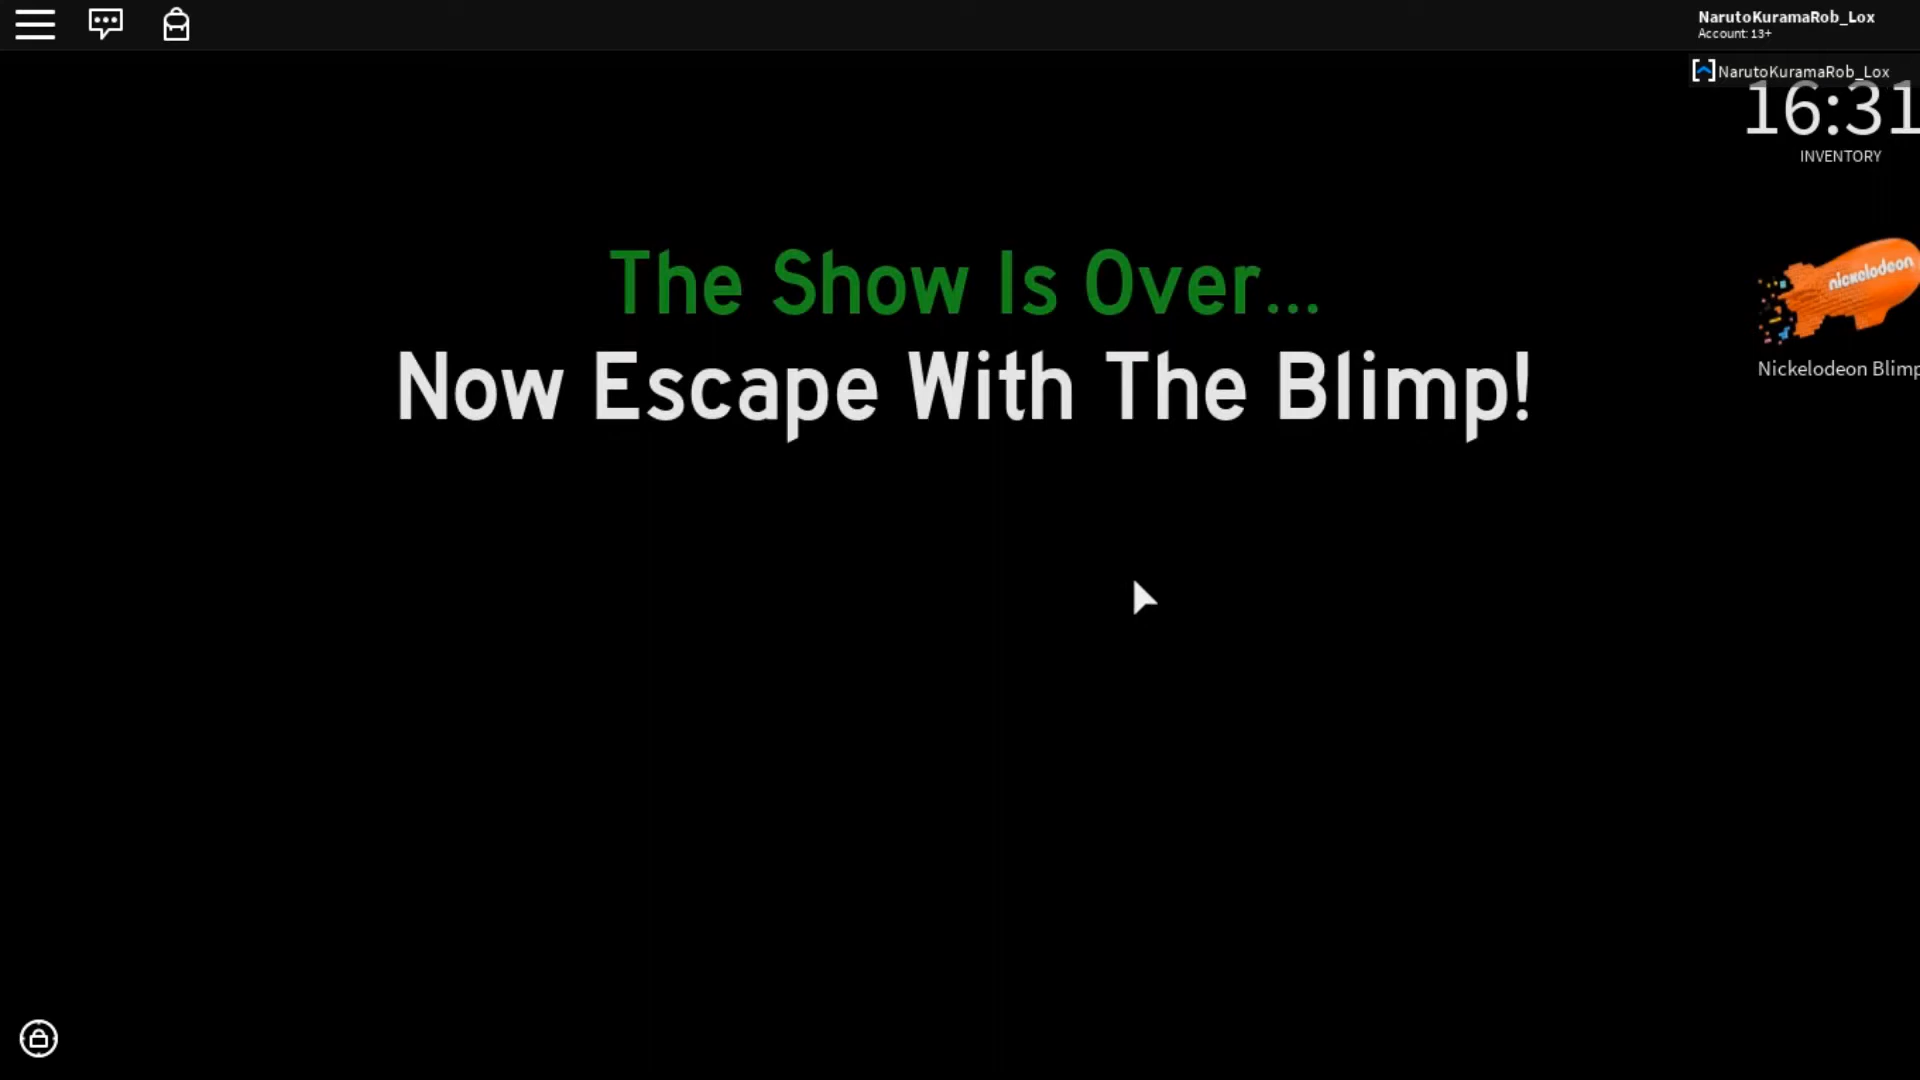 NarutoKuramaRob_Lox
Account: 13+
NarutoKuramaRob_Lox
16:31
INVENTORY
nickelodeon
Nickelodeon Blimp
The Show Is Over...
Now Escape With The Blimp!